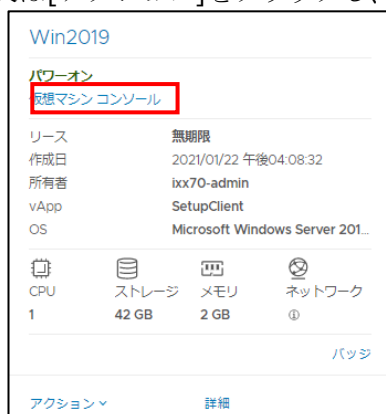 Win2019
パワーオン
仮想マシン コンソール
リース 無期限
作成日 2021/01/22 午後04:08:32
所有者 ixx70-admin
vApp SetupClient
OS Microsoft Windows Server 201...
CPU ストレージ メモリ ネットワーク
1 42 GB 2 GB
バッジ
アクション 詳細